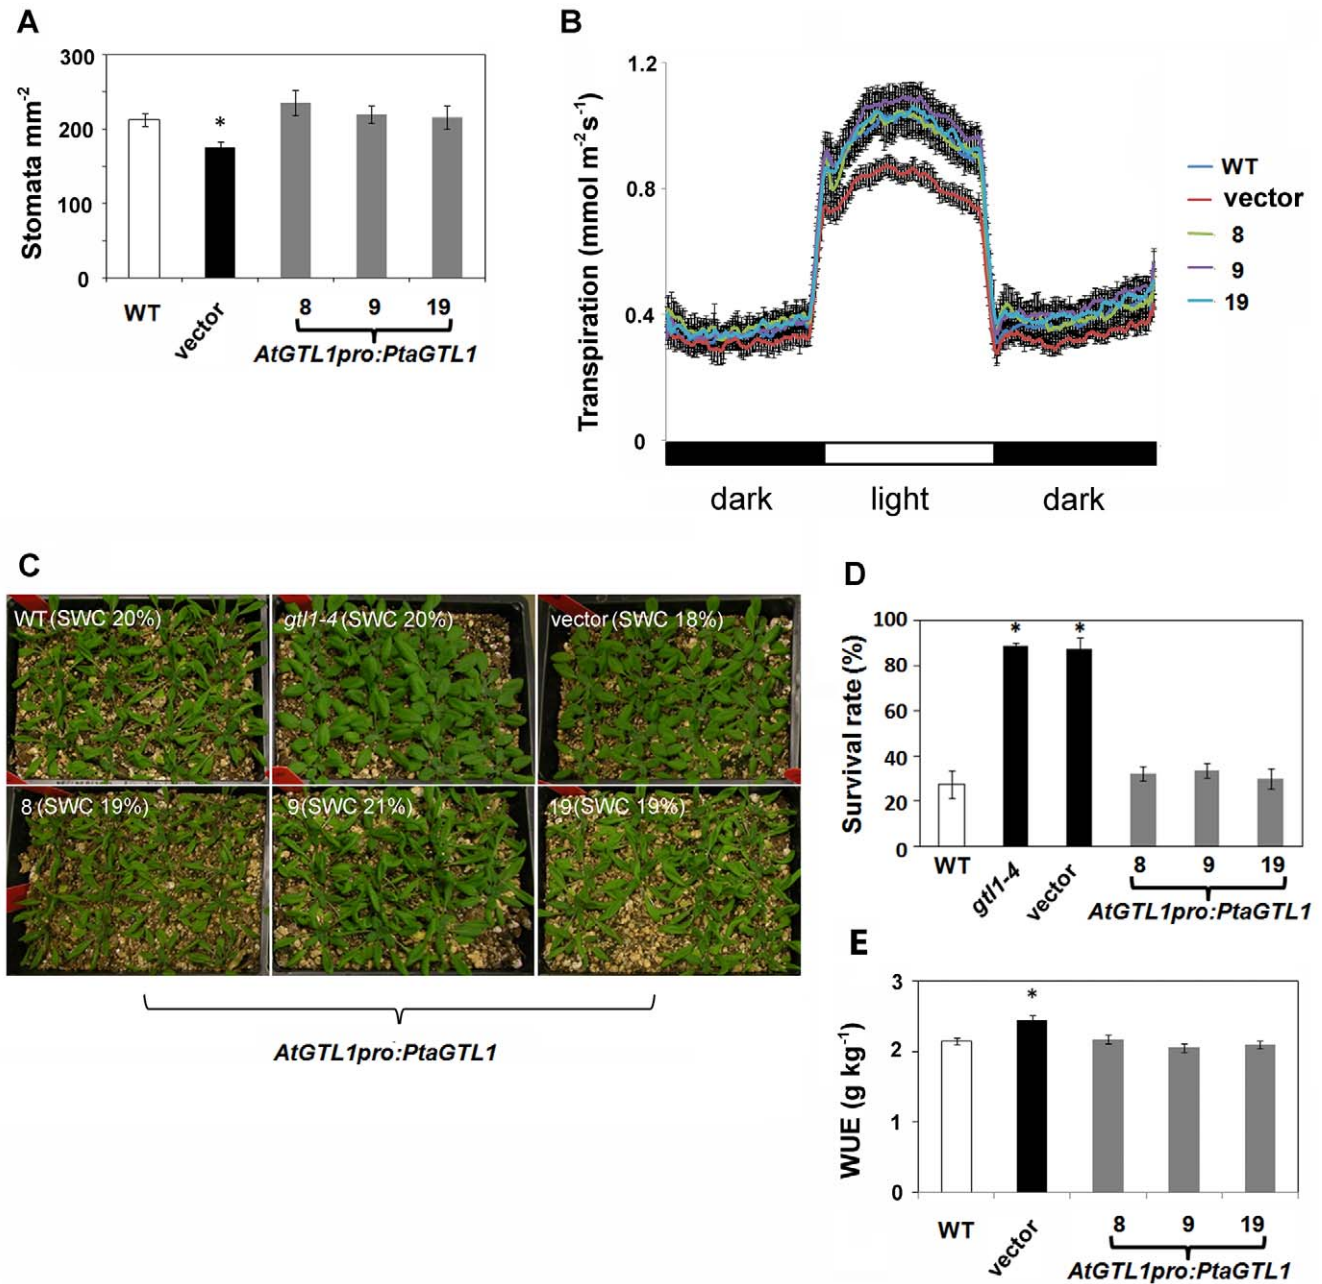 A
Stomata mm-2
300
200
100
0
*
WT
vector
8 9 19
AtGTL1pro:PtaGTL1
B
Transpiration (mmol m-2 s-1)
1.2
0.8
0.4
0
dark light dark
WT
vector
8
9
19
C
WT (SWC 20%)
gtl1-4 (SWC 20%)
vector (SWC 18%)
8 (SWC 19%)
9 (SWC 21%)
19 (SWC 19%)
AtGTL1pro:PtaGTL1
D
Survival rate (%)
100
80
60
40
20
0
* *
WT
gtl1-4
vector
8 9 19
AtGTL1pro:PtaGTL1
E
WUE (g kg-1)
3
2
1
0
*
WT
vector
8 9 19
AtGTL1pro:PtaGTL1